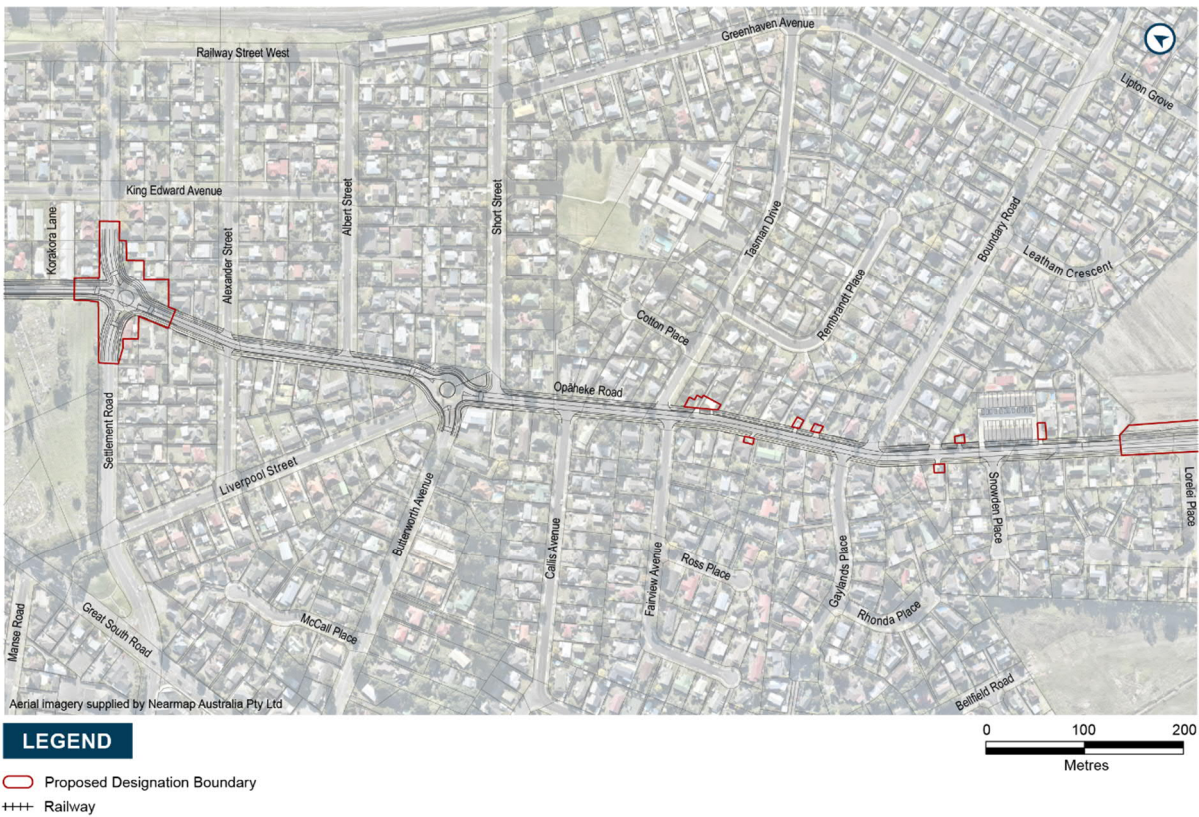 Greenhaven Avenue
Railway Street West
Lipton Grove
King Edward Avenue
Korakora Lane
Albert Street
Short Street
Tasman Drive
Boundary Road
Alexander Street
Leatham Crescent
Rembrandt Place
Cotton Place
Opāheke Road
Settlement Road
Liverpool Street
Butterworth Avenue
Snowden Place
Lorelei Place
Callis Avenue
Fairview Avenue
Ross Place
Gaylands Place
Rhonda Place
Manse Road
Great South Road
McCall Place
Bellfield Road
Aerial imagery supplied by Nearmap Australia Pty Ltd
LEGEND
Proposed Designation Boundary
Railway
0 100 200
Metres